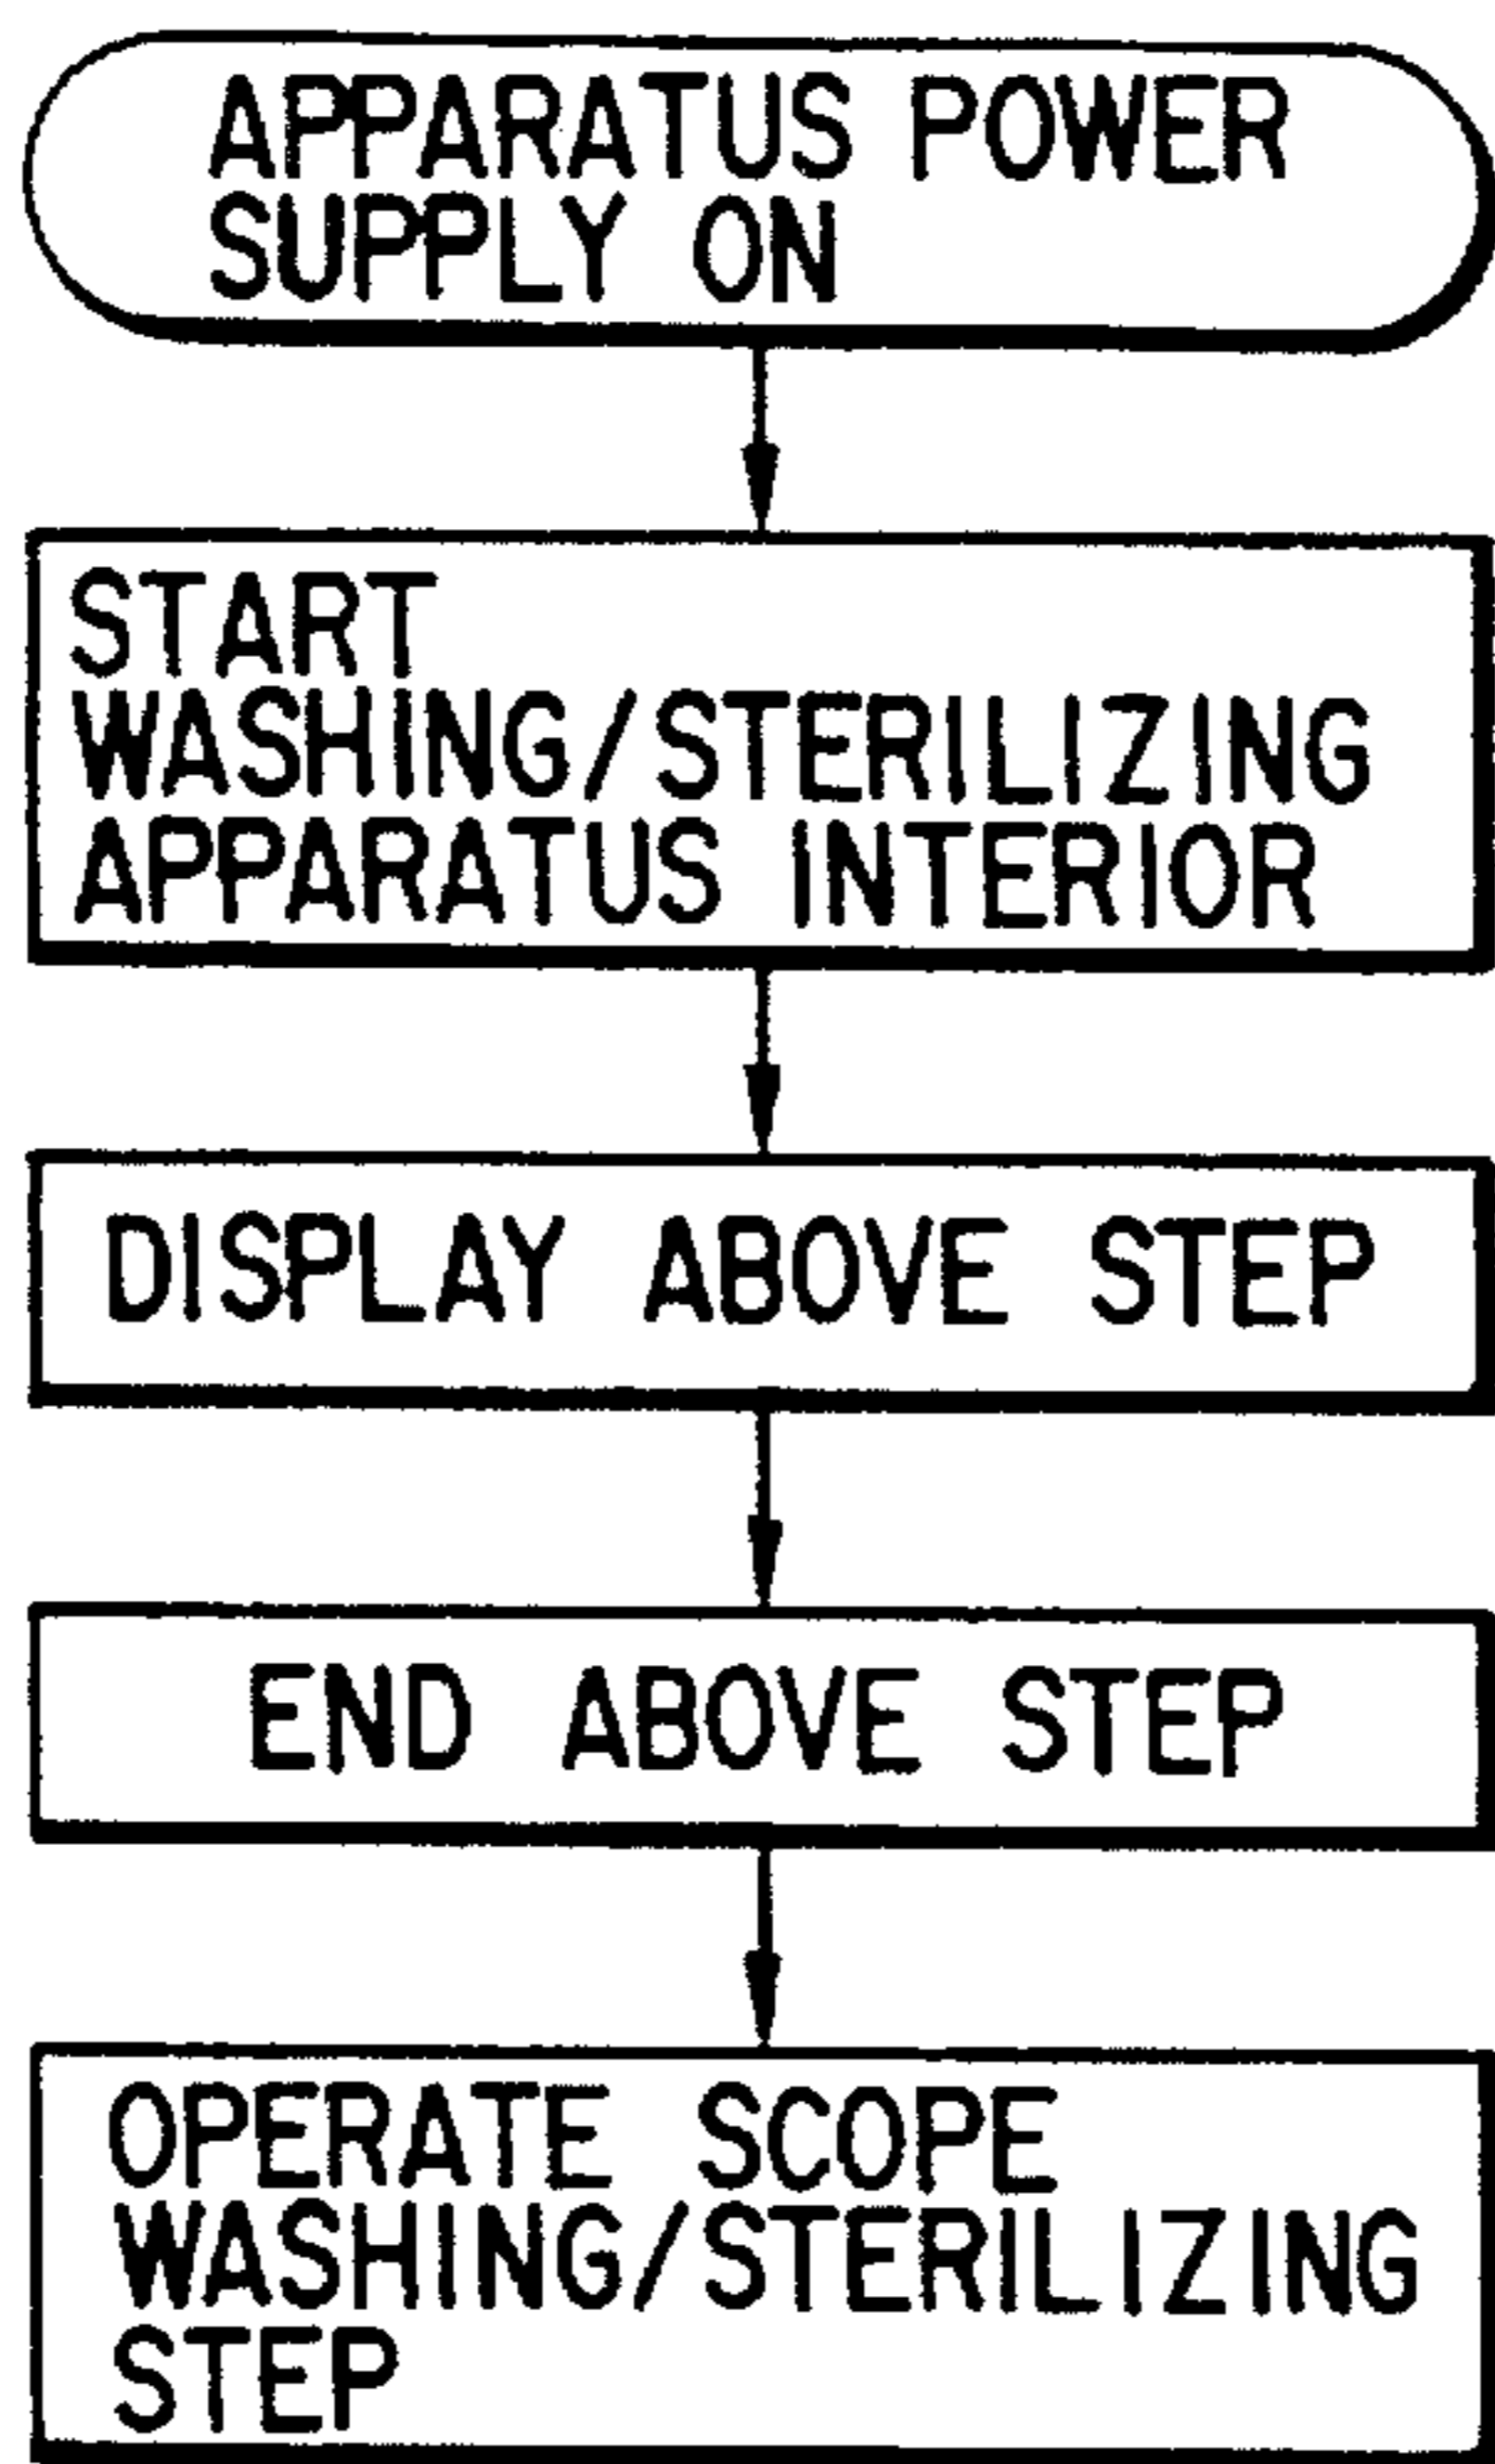 APPARATUS POWER
SUPPLY ON
START
WASHING/STERILIZING
APPARATUS INTERIOR
DISPLAY ABOVE STEP
END ABOVE STEP
OPERATE SCOPE
WASHING/STERILIZING
STEP